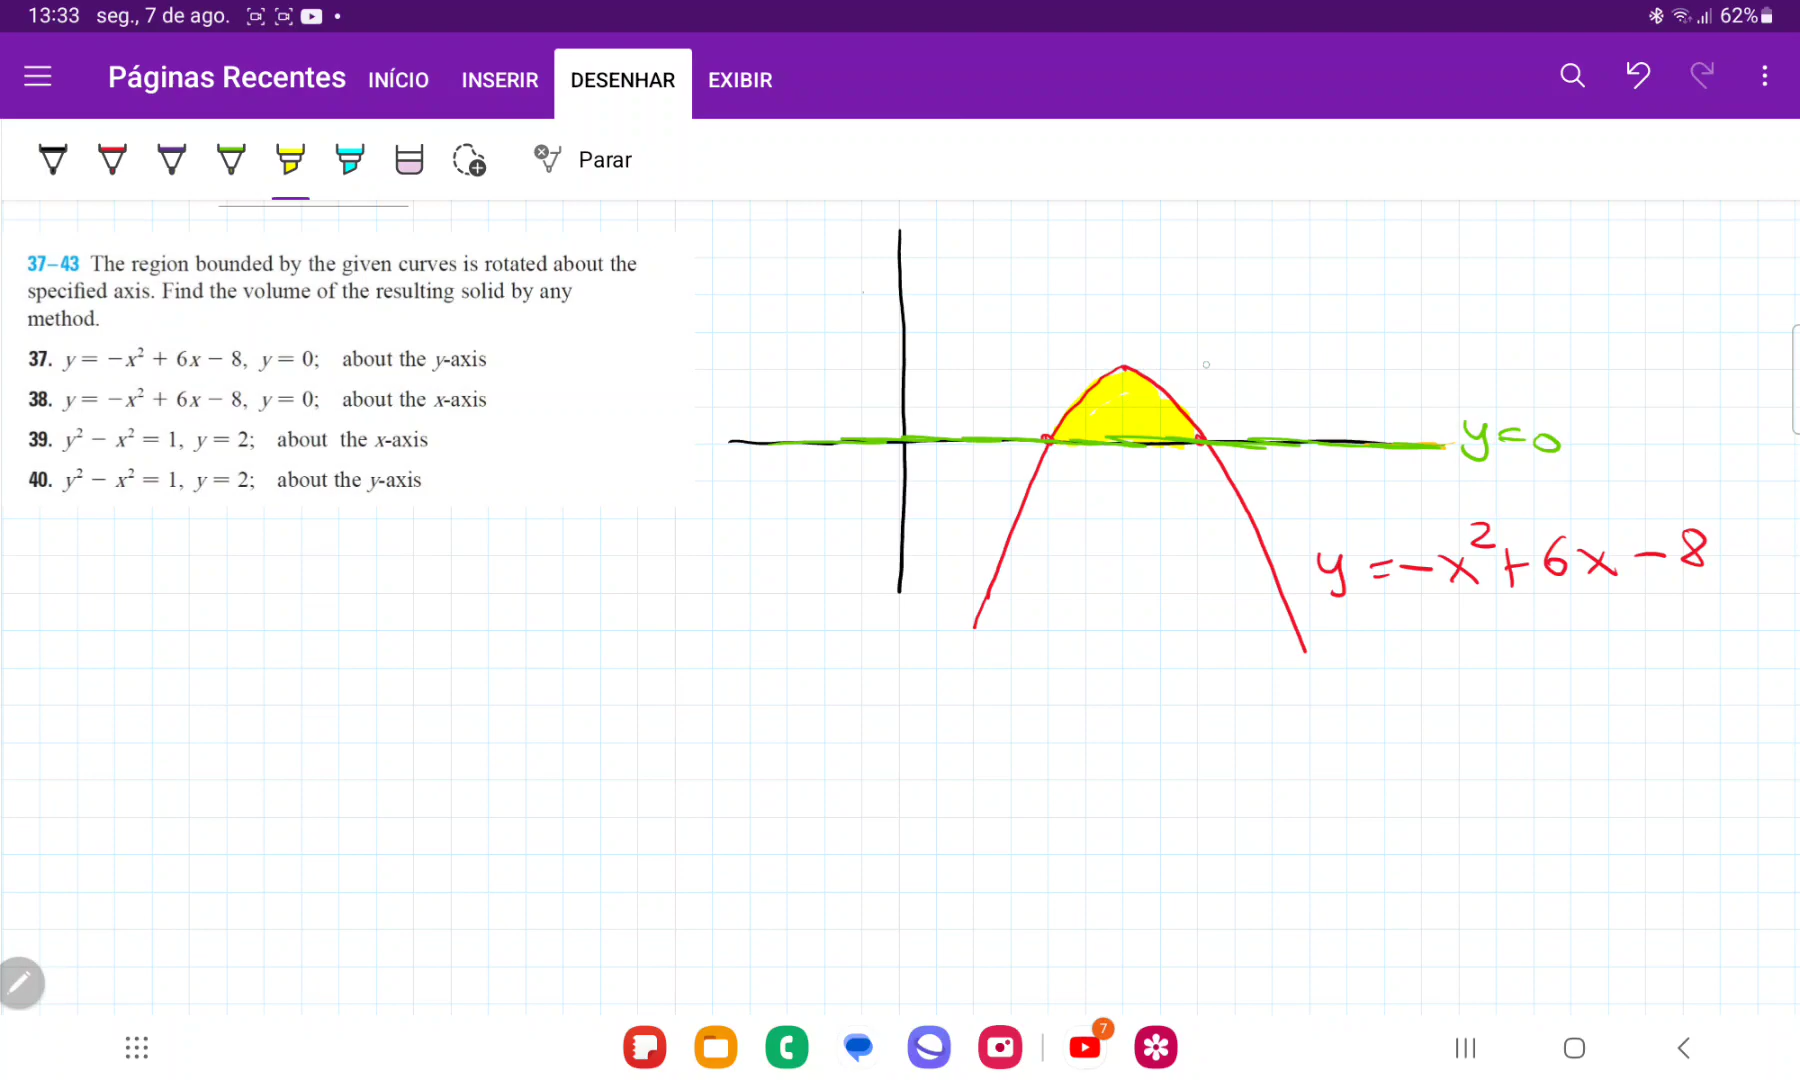 13:33 seg., 7 de ago.
62%
Páginas Recentes INÍCIO INSERIR DESENHAR EXIBIR
Parar
37–43 The region bounded by the given curves is rotated about the
specified axis. Find the volume of the resulting solid by any
method.
37. y = −x² + 6x − 8, y = 0; about the y-axis
38. y = −x² + 6x − 8, y = 0; about the x-axis
39. y² − x² = 1, y = 2; about the x-axis
40. y² − x² = 1, y = 2; about the y-axis
y=0
y=−x²+6x−8
7